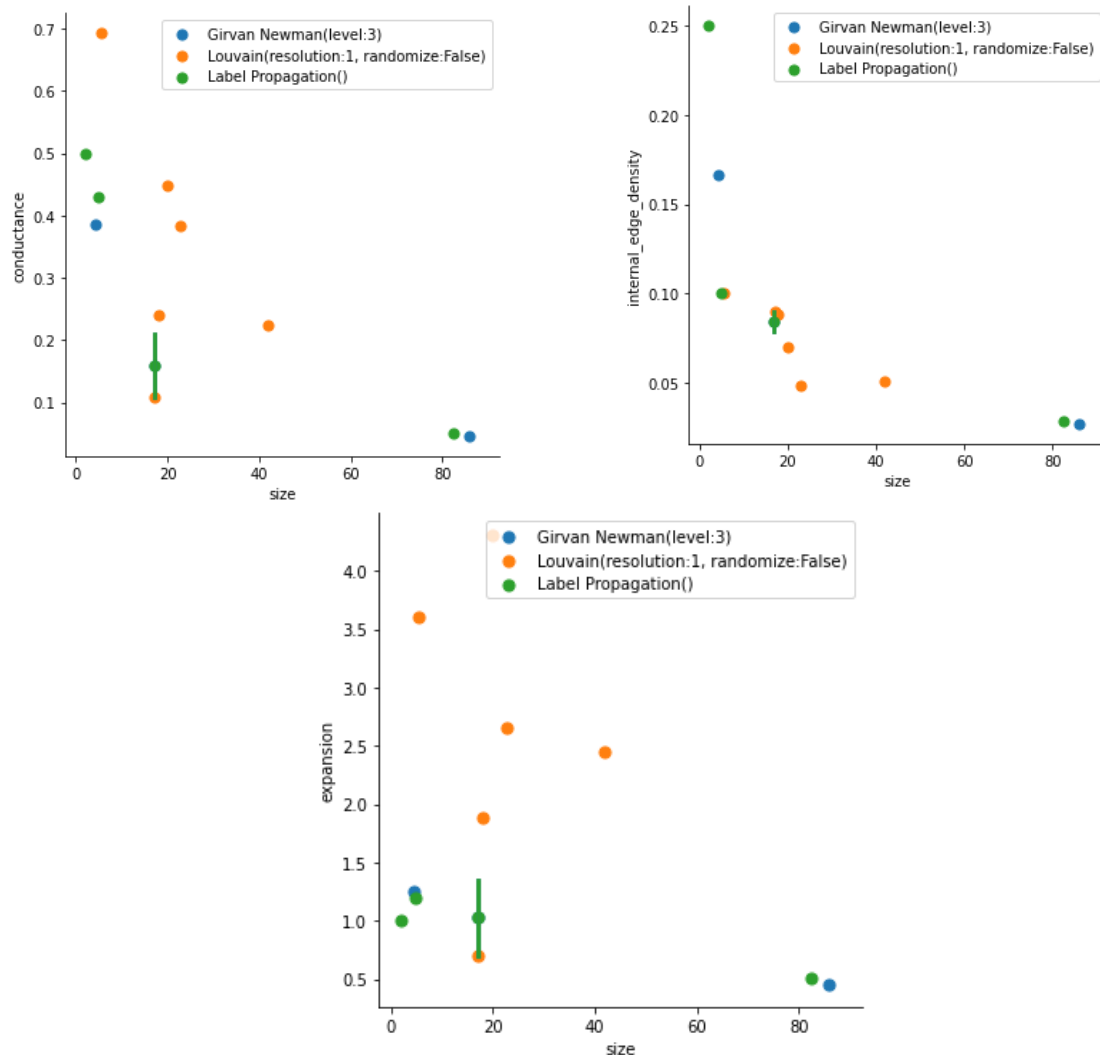 Girvan Newman(level:3)
Louvain(resolution:1, randomize:False)
Label Propagation()
0.7
0.6
0.5
0.4
0.3
0.2
0.1
conductance
0 20 40 60 80
size
Girvan Newman(level:3)
Louvain(resolution:1, randomize:False)
Label Propagation()
0.25
0.20
0.15
0.10
0.05
internal_edge_density
0 20 40 60 80
size
Girvan Newman(level:3)
Louvain(resolution:1, randomize:False)
Label Propagation()
4.0
3.5
3.0
2.5
2.0
1.5
1.0
0.5
expansion
0 20 40 60 80
size